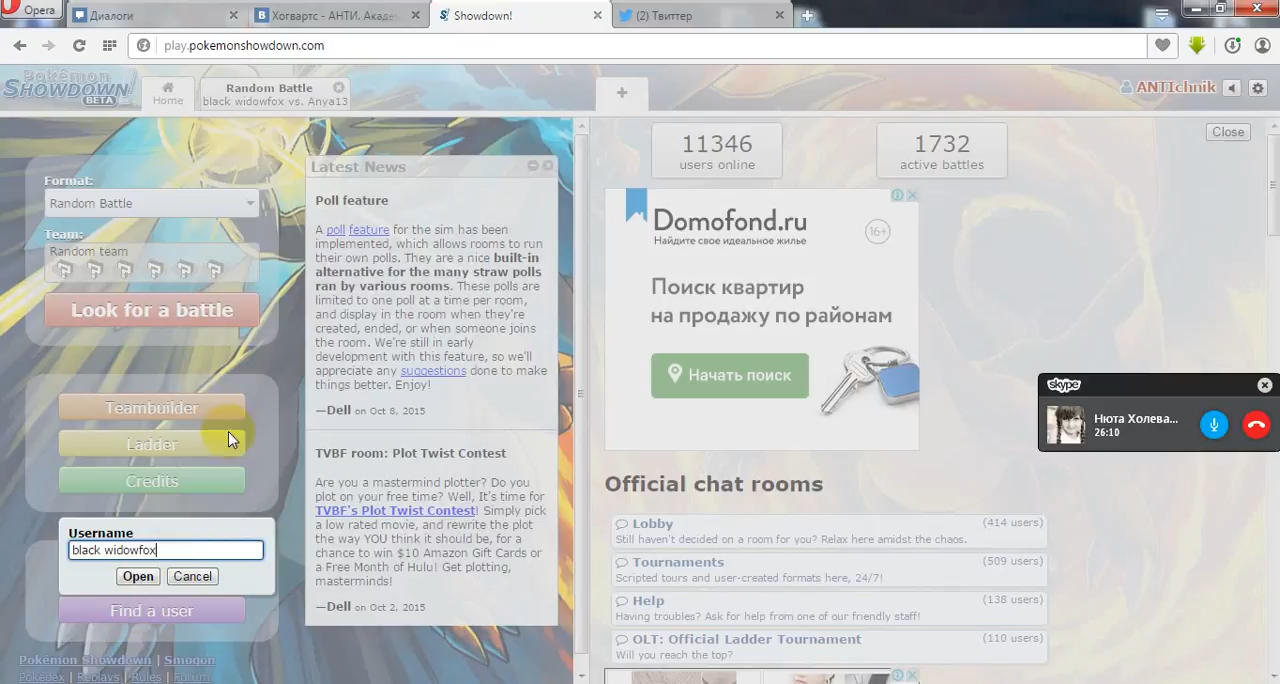 Opera
Диалоги
Хогвартс - АНТИ. Акаде
Showdown!
(2) Твиттер
play.pokemonshowdown.com
Pokémon
SHOWDOWN!
BETA
Home
Random Battle
black widowfox vs. Anya13
ANTIchnik
Format:
Random Battle
Team:
Random team
Look for a battle
Teambuilder
Ladder
Credits
Username
black widowfox
Open
Cancel
Find a user
Pokémon Showdown | Smogon
Pokédex | Replays | Rules | Forum
Latest News
Poll feature
A poll feature for the sim has been
implemented, which allows rooms to run
their own polls. They are a nice built-in
alternative for the many straw polls
ran by various rooms. These polls are
limited to one poll at a time per room,
and display in the room when they're
created, ended, or when someone joins
the room. We're still in early
development with this feature, so we'll
appreciate any suggestions done to make
things better. Enjoy!
—Dell on Oct 8, 2015
TVBF room: Plot Twist Contest
Are you a mastermind plotter? Do you
plot on your free time? Well, It's time for
TVBF's Plot Twist Contest! Simply pick
a low rated movie, and rewrite the plot
the way YOU think it should be, for a
chance to win $10 Amazon Gift Cards or
a Free Month of Hulu! Get plotting,
masterminds!
—Dell on Oct 2, 2015
11346
users online
1732
active battles
Close
Domofond.ru
Найдите свое идеальное жилье
16+
Поиск квартир
на продажу по районам
Начать поиск
skype
Нюта Холева...
26:10
Official chat rooms
Lobby (414 users)
Still haven't decided on a room for you? Relax here amidst the chaos.
Tournaments (509 users)
Scripted tours and user-created formats here, 24/7!
Help (138 users)
Having troubles? Ask for help from one of our friendly staff!
OLT: Official Ladder Tournament (110 users)
Will you reach the top?